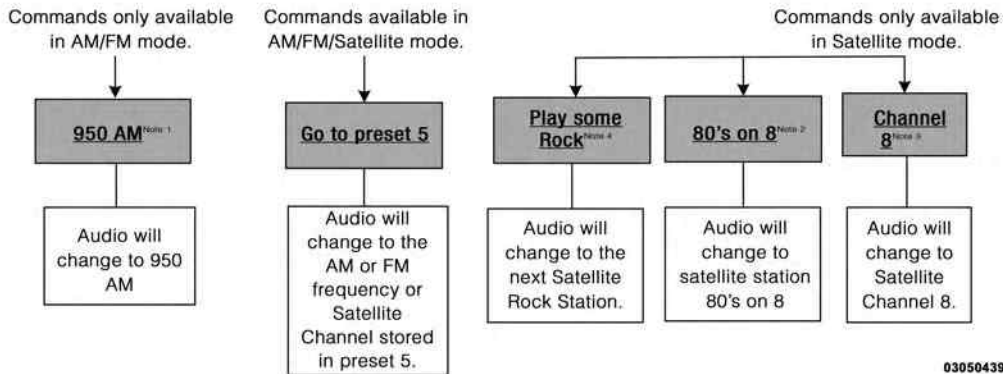 Commands only available
in AM/FM mode.
Commands available in
AM/FM/Satellite mode.
Commands only available
in Satellite mode.
950 AM Note 1
Go to preset 5
Play some
Rock Note 4
80's on 8 Note 2
Channel
8 Note 3
Audio will
change to 950
AM
Audio will
change to the
AM or FM
frequency or
Satellite
Channel stored
in preset 5.
Audio will
change to the
next Satellite
Rock Station.
Audio will
change to
satellite station
80's on 8
Audio will
change to
Satellite
Channel 8.
03050439